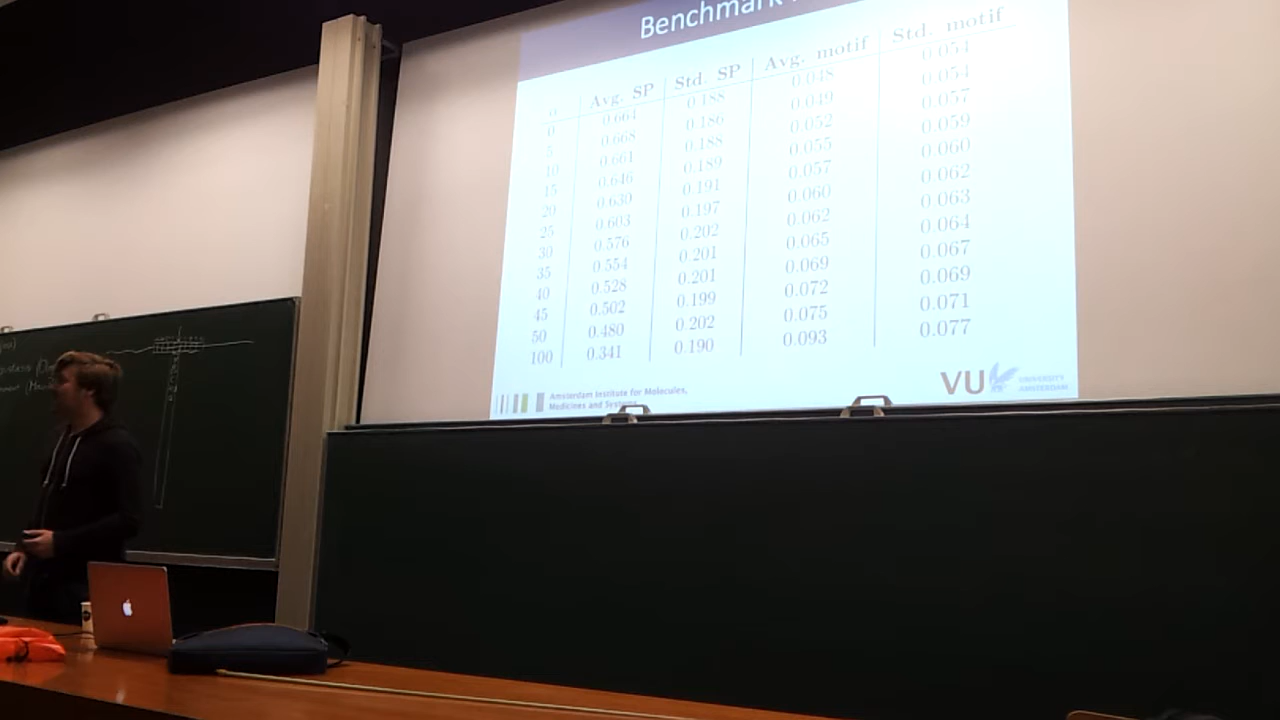 Benchmark
Avg. SP Std. SP Avg. motif Std. motif
0 0.664 0.188 0.048 0.054
5 0.668 0.186 0.049 0.054
10 0.661 0.188 0.052 0.057
15 0.646 0.189 0.055 0.059
20 0.630 0.191 0.057 0.060
25 0.603 0.197 0.060 0.062
30 0.576 0.202 0.062 0.063
35 0.554 0.201 0.065 0.064
40 0.528 0.201 0.069 0.067
45 0.502 0.199 0.072 0.069
50 0.480 0.202 0.075 0.071
100 0.341 0.190 0.093 0.077
Amsterdam Institute for Molecules,
Medicines and Systems
VU UNIVERSITY
AMSTERDAM